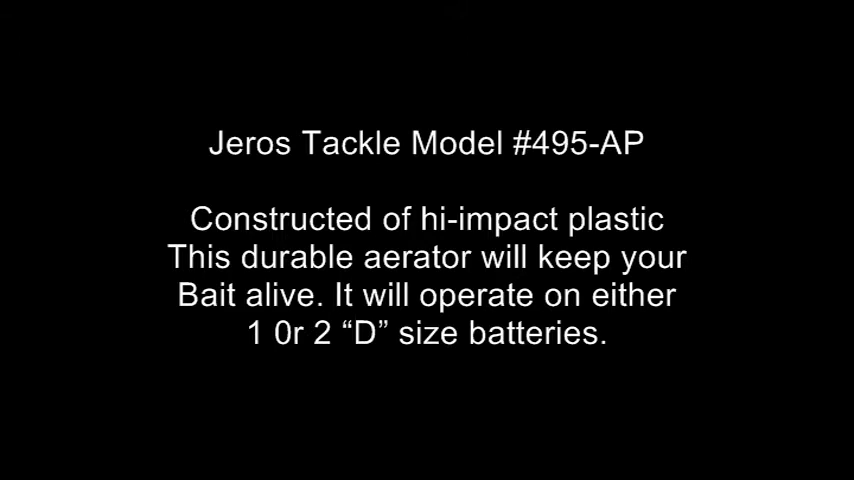 Jeros Tackle Model #495-AP
Constructed of hi-impact plastic
This durable aerator will keep your
Bait alive. It will operate on either
1 0r 2 “D” size batteries.